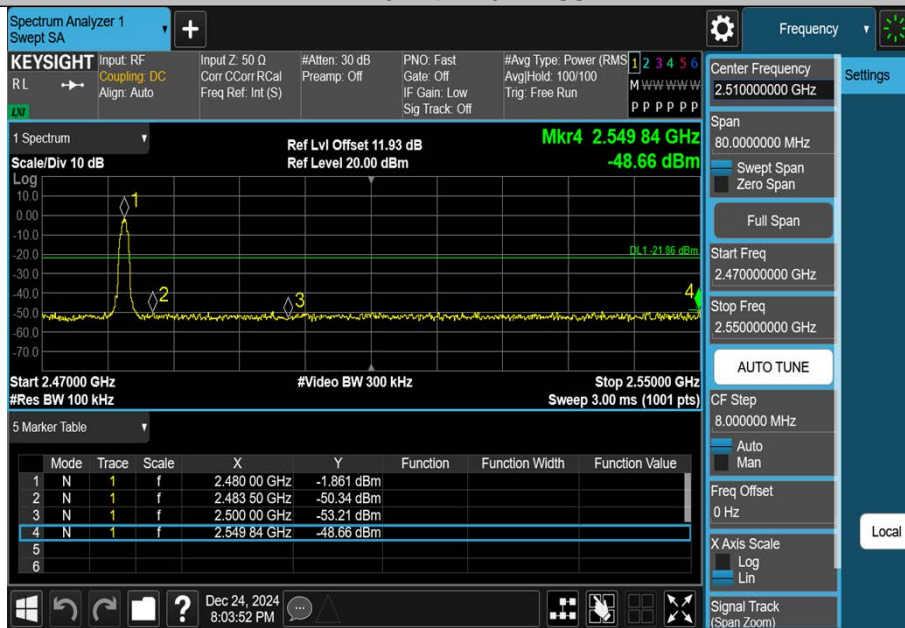 Spectrum Analyzer 1
Swept SA
Frequency
KEYSIGHT
Input: RF
Coupling: DC
Align: Auto
Input Z: 50 Ω
Corr CCorr RCal
Freq Ref: Int (S)
#Atten: 30 dB
Preamp: Off
PNO: Fast
Gate: Off
IF Gain: Low
Sig Track: Off
#Avg Type: Power (RMS
Avg|Hold: 100/100
Trig: Free Run
1 2 3 4 5 6
M W W W W W
P P P P P P
R L
LXI
1 Spectrum
Scale/Div 10 dB
Ref Lvl Offset 11.93 dB
Ref Level 20.00 dBm
Mkr4 2.549 84 GHz
-48.66 dBm
Log
10.0
0.00
-10.0
-20.0
-30.0
-40.0
-50.0
-60.0
-70.0
1
2
3
4
DL1 -21.86 dBm
Start 2.47000 GHz
#Video BW 300 kHz
Stop 2.55000 GHz
#Res BW 100 kHz
Sweep 3.00 ms (1001 pts)
5 Marker Table
Mode Trace Scale X Y Function Function Width Function Value
1 N 1 f 2.480 00 GHz -1.861 dBm
2 N 1 f 2.483 50 GHz -50.34 dBm
3 N 1 f 2.500 00 GHz -53.21 dBm
4 N 1 f 2.549 84 GHz -48.66 dBm
5
6
Dec 24, 2024
8:03:52 PM
Center Frequency
2.510000000 GHz
Settings
Span
80.0000000 MHz
Swept Span
Zero Span
Full Span
Start Freq
2.470000000 GHz
Stop Freq
2.550000000 GHz
AUTO TUNE
CF Step
8.000000 MHz
Auto
Man
Freq Offset
0 Hz
Local
X Axis Scale
Log
Lin
Signal Track
(Span Zoom)